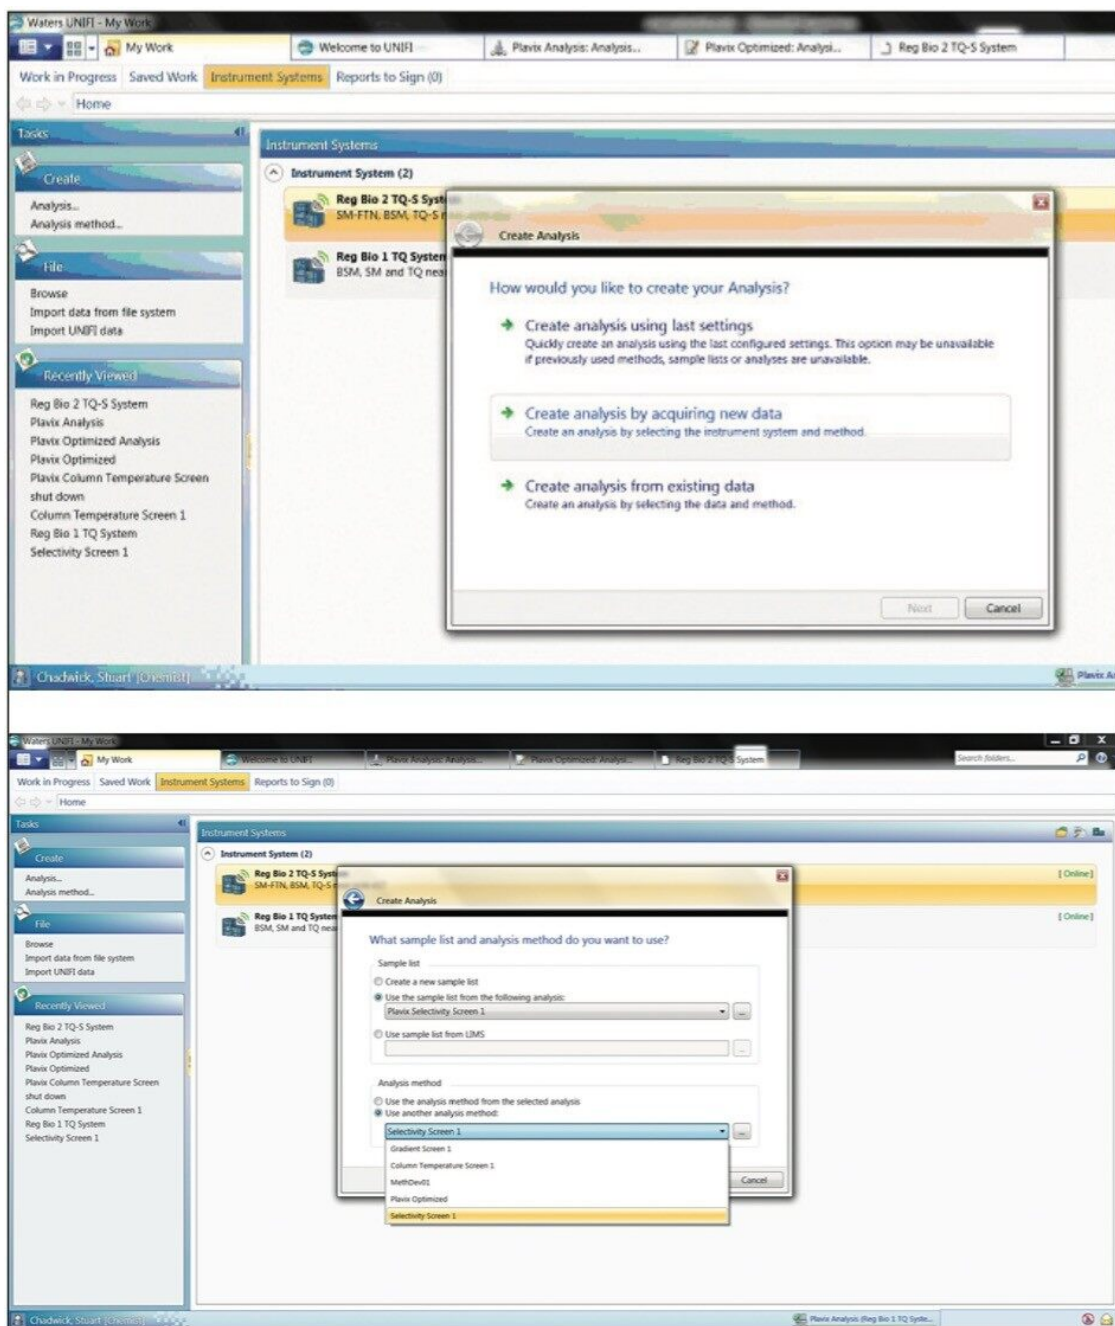 Waters UNIFI - My Work
My Work
Welcome to UNIFI
Plavix Analysis: Analysis...
Plavix Optimized: Analysi...
Reg Bio 2 TQ-S System
Work in Progress Saved Work Instrument Systems Reports to Sign (0)
Home
Tasks
Create
Analysis...
Analysis method...
File
Browse
Import data from file system
Import UNIFI data
Recently Viewed
Reg Bio 2 TQ-S System
Plavix Analysis
Plavix Optimized Analysis
Plavix Optimized
Plavix Column Temperature Screen
shut down
Column Temperature Screen 1
Reg Bio 1 TQ System
Selectivity Screen 1
Instrument Systems
Instrument System (2)
Reg Bio 2 TQ-S Syst
SM-FTN, BSM, TQ-S
Reg Bio 1 TQ System
BSM, SM and TQ nea
Create Analysis
How would you like to create your Analysis?
Create analysis using last settings
Quickly create an analysis using the last configured settings. This option may be unavailable
if previously used methods, sample lists or analyses are unavailable.
Create analysis by acquiring new data
Create an analysis by selecting the instrument system and method.
Create analysis from existing data
Create an analysis by selecting the data and method.
Next Cancel
Chadwick, Stuart [Chemist]
Plavix A
Waters UNIFI - My Work
My Work
Welcome to UNIFI
Plavix Analysis: Analysis...
Plavix Optimized: Analysi...
Reg Bio 2 TQ-S System
Search folders...
Work in Progress Saved Work Instrument Systems Reports to Sign (0)
Home
Tasks
Create
Analysis...
Analysis method...
File
Browse
Import data from file system
Import UNIFI data
Recently Viewed
Reg Bio 2 TQ-S System
Plavix Analysis
Plavix Optimized Analysis
Plavix Optimized
Plavix Column Temperature Screen
shut down
Column Temperature Screen 1
Reg Bio 1 TQ System
Selectivity Screen 1
Instrument Systems
Instrument System (2)
Reg Bio 2 TQ-S Syst
SM-FTN, BSM, TQ-S
[ Online ]
Reg Bio 1 TQ System
BSM, SM and TQ nea
[ Online ]
Create Analysis
What sample list and analysis method do you want to use?
Sample list
Create a new sample list
Use the sample list from the following analysis:
Plavix Selectivity Screen 1
...
Use sample list from LIMS
...
Analysis method
Use the analysis method from the selected analysis
Use another analysis method:
Selectivity Screen 1
...
Gradient Screen 1
Column Temperature Screen 1
MethDev01
Plavix Optimized
Selectivity Screen 1
Cancel
Chadwick, Stuart [Chemist]
Plavix Analysis (Reg Bio 1 TQ Syste...